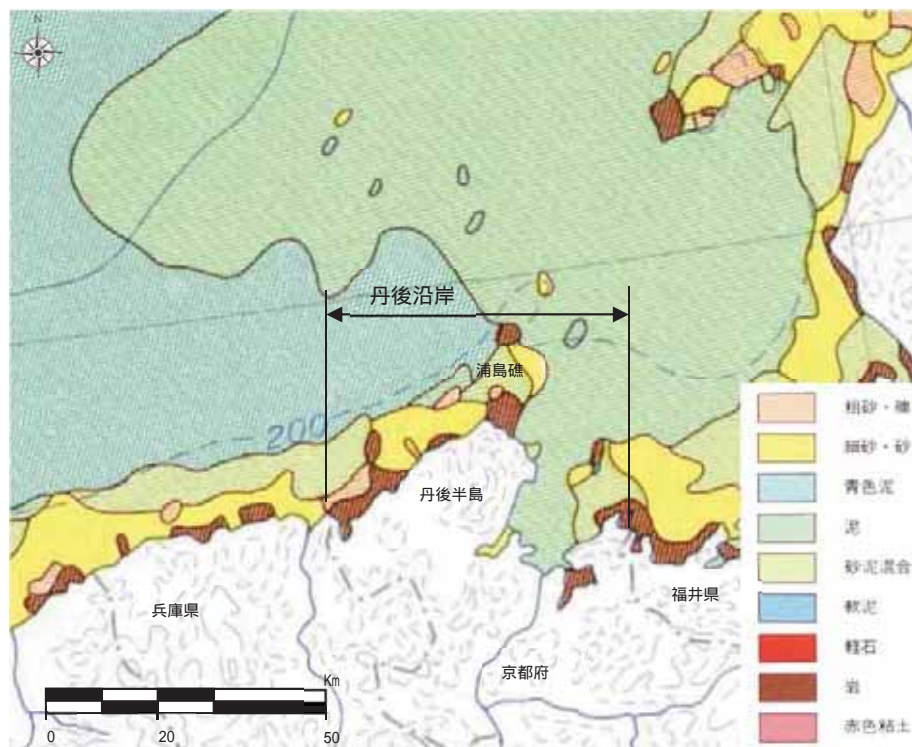 N
丹後沿岸
浦島礁
200
丹後半島
兵庫県
福井県
京都府
Km
0 20 50
粗砂・礫
細砂・砂
青色泥
泥
砂泥混合
軟泥
軽石
岩
赤色粘土